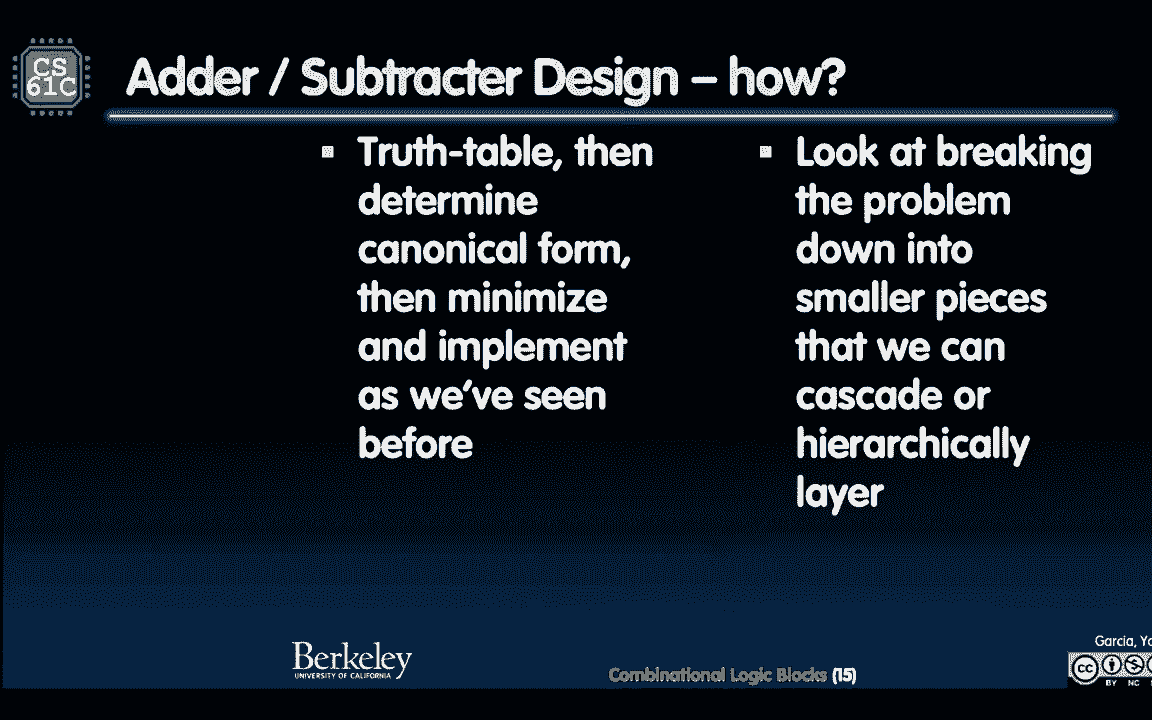 CS
61C
Adder / Subtracter Design – how?
▪ Truth-table, then
determine
canonical form,
then minimize
and implement
as we've seen
before
▪ Look at breaking
the problem
down into
smaller pieces
that we can
cascade or
hierarchically
layer
Berkeley
UNIVERSITY OF CALIFORNIA
Combinational Logic Blocks (15)
Garcia,
cc
BY NC